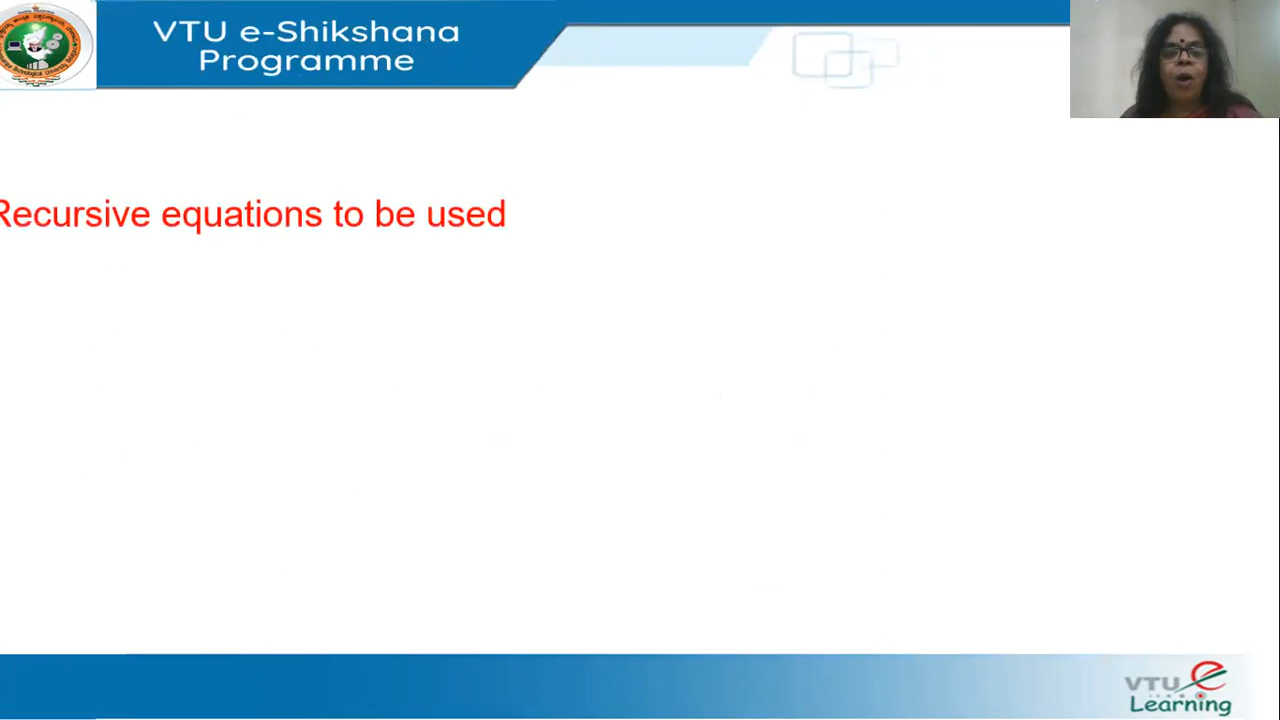 VTU e-Shikshana
Programme
Recursive equations to be used
VTU e
Learning